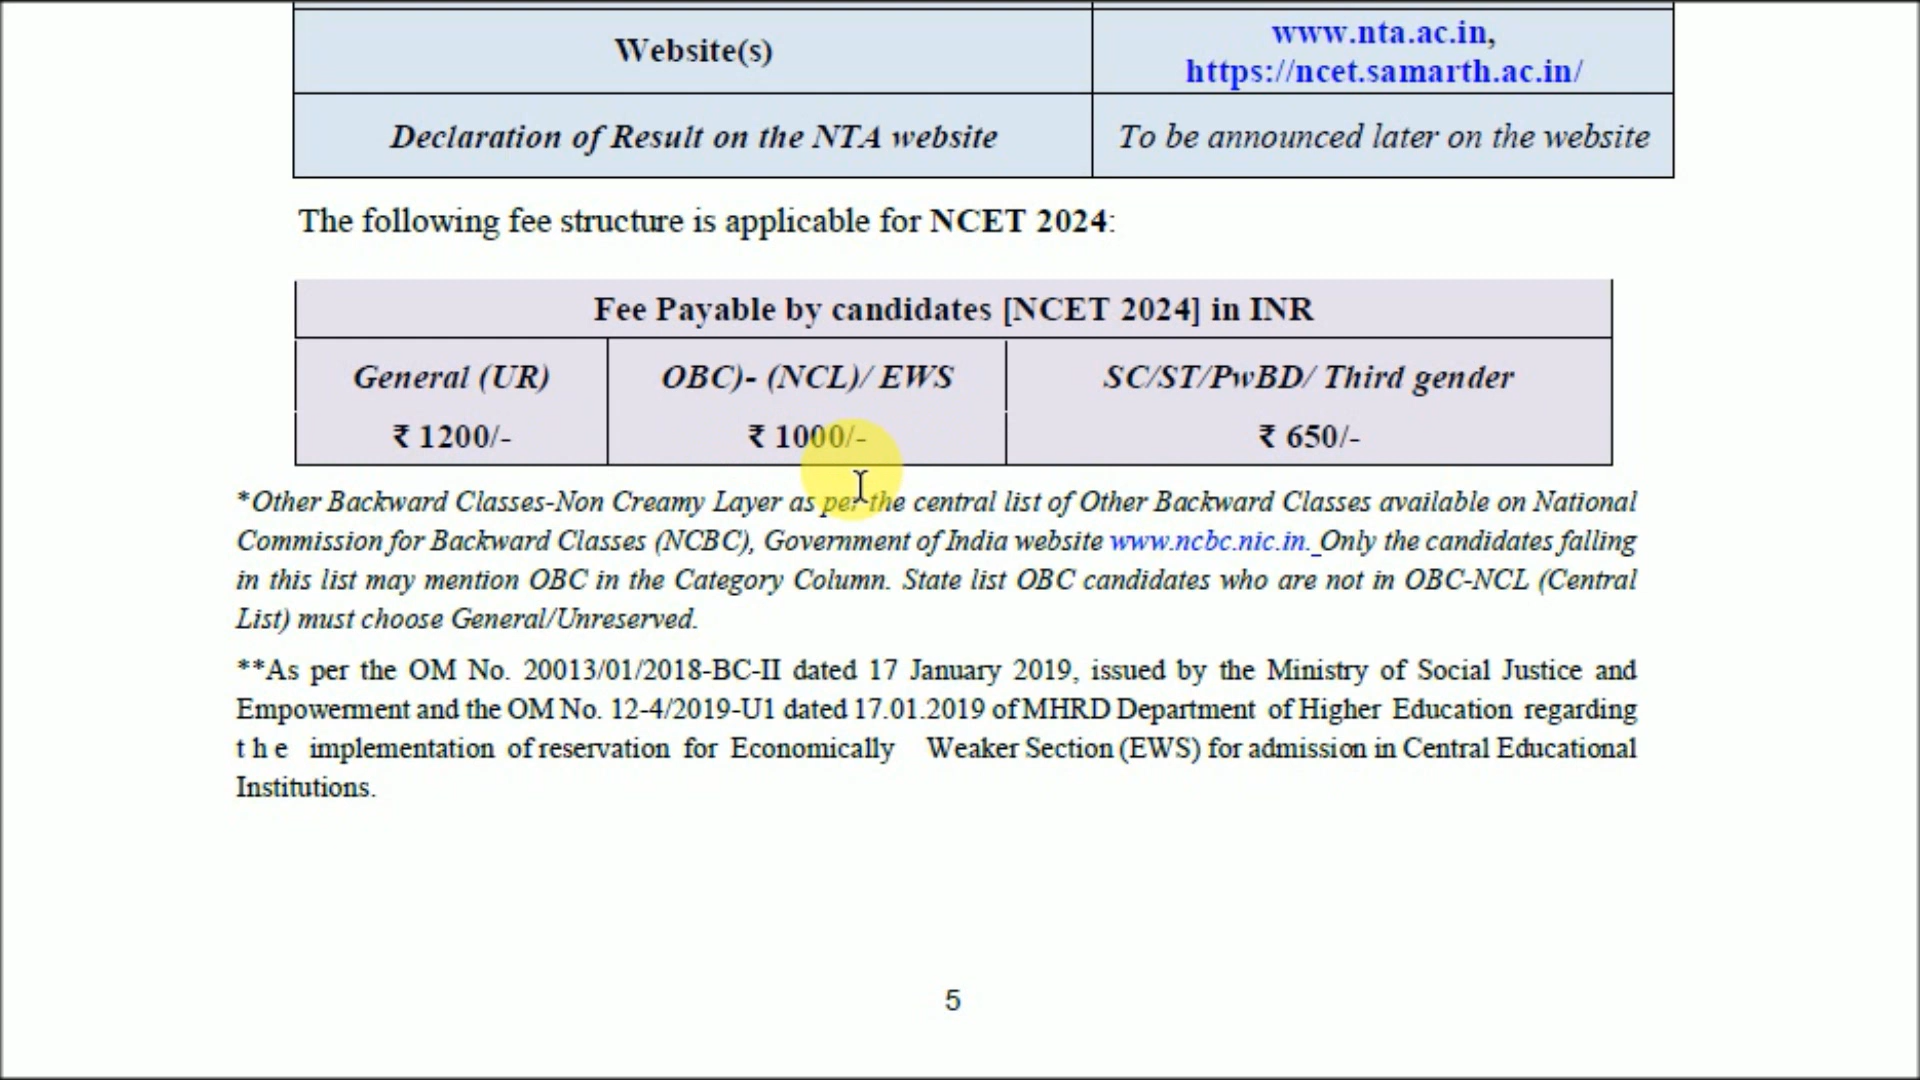 Website(s)
www.nta.ac.in,
https://ncet.samarth.ac.in/
Declaration of Result on the NTA website
To be announced later on the website
The following fee structure is applicable for NCET 2024:
Fee Payable by candidates [NCET 2024] in INR
General (UR)
OBC)- (NCL)/ EWS
SC/ST/PwBD/ Third gender
₹ 1200/-
₹ 1000/-
₹ 650/-
*Other Backward Classes-Non Creamy Layer as per the central list of Other Backward Classes available on National
Commission for Backward Classes (NCBC), Government of India website www.ncbc.nic.in. Only the candidates falling
in this list may mention OBC in the Category Column. State list OBC candidates who are not in OBC-NCL (Central
List) must choose General/Unreserved.
**As per the OM No. 20013/01/2018-BC-II dated 17 January 2019, issued by the Ministry of Social Justice and
Empowerment and the OM No. 12-4/2019-U1 dated 17.01.2019 of MHRD Department of Higher Education regarding
the implementation of reservation for Economically Weaker Section (EWS) for admission in Central Educational
Institutions.
5